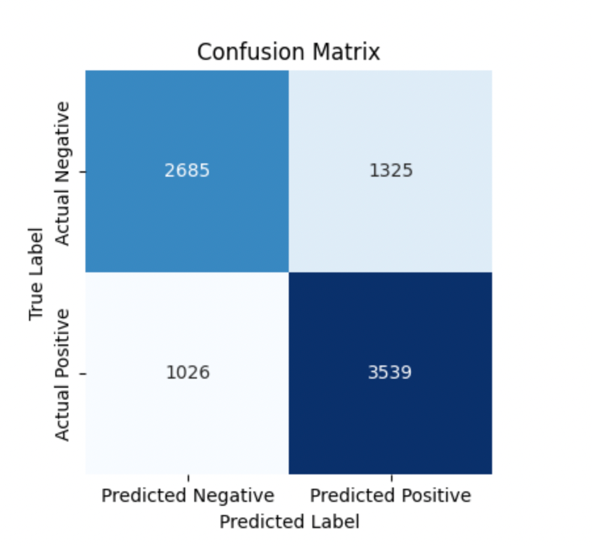 Confusion Matrix
True Label
Actual Negative
2685 1325
Actual Positive
1026 3539
Predicted Negative Predicted Positive
Predicted Label